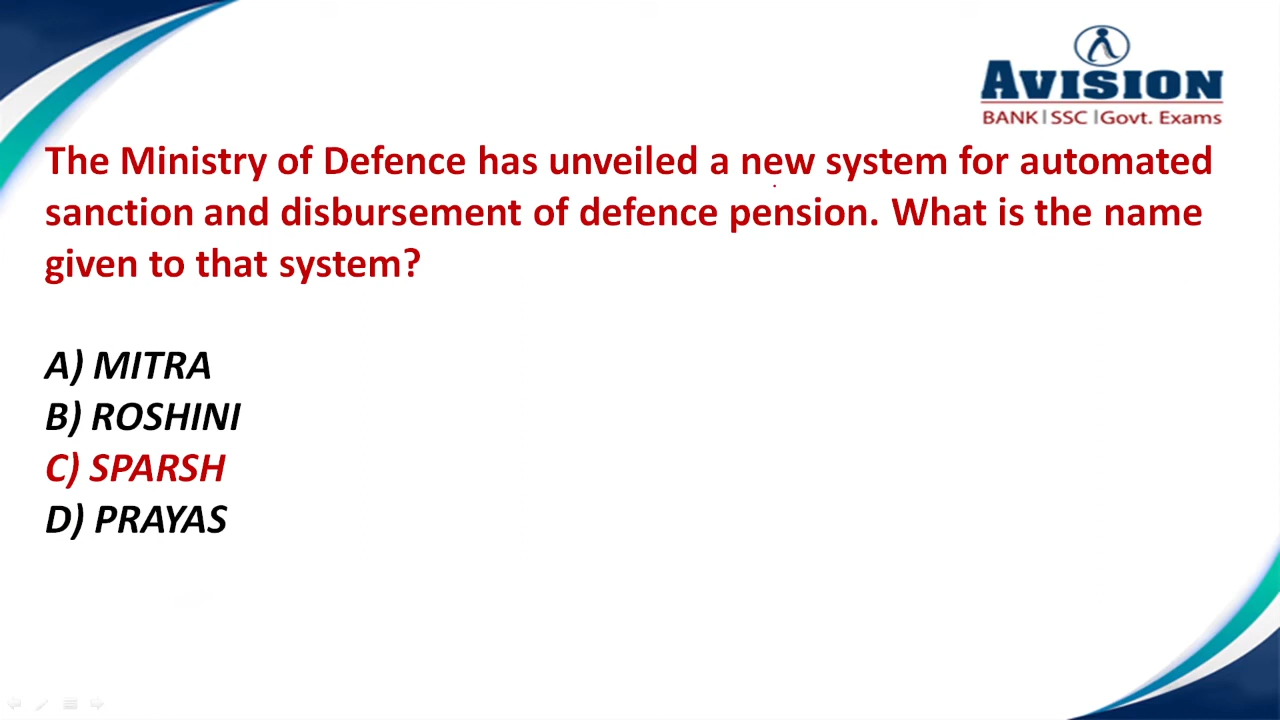 AVISION
BANK|SSC|Govt. Exams
The Ministry of Defence has unveiled a new system for automated
sanction and disbursement of defence pension. What is the name
given to that system?
A) MITRA
B) ROSHINI
C) SPARSH
D) PRAYAS